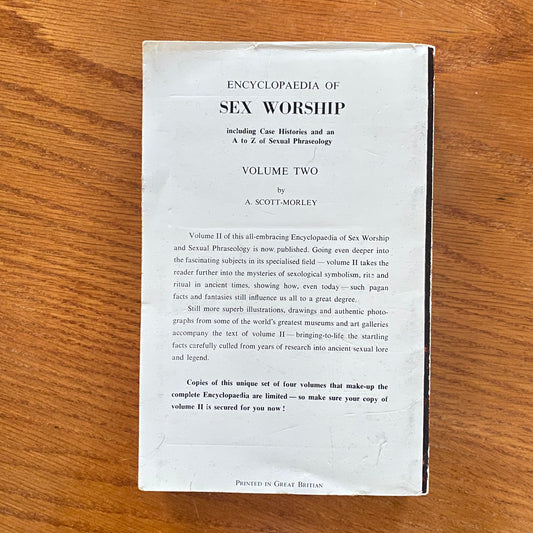 ENCYCLOPAEDIA OF
SEX WORSHIP
including Case Histories and an
A to Z of Sexual Phraseology
VOLUME TWO
by
A. SCOTT-MORLEY
Volume II of this all-embracing Encyclopaedia of Sex Worship
and Sexual Phraseology is now published. Going even deeper into
the fascinating subjects in its specialised field — volume II takes the
reader further into the mysteries of sexological symbolism, rite and
ritual in ancient times, showing how, even today — such pagan
facts and fantasies still influence us all to a great degree.
Still more superb illustrations, drawings and authentic photo-
graphs from some of the world's greatest museums and art galleries
accompany the text of volume II — bringing-to-life the startling
facts carefully culled from years of research into ancient sexual lore
and legend.
Copies of this unique set of four volumes that make-up the
complete Encyclopaedia are limited — so make sure your copy of
volume II is secured for you now !
PRINTED IN GREAT BRITIAN